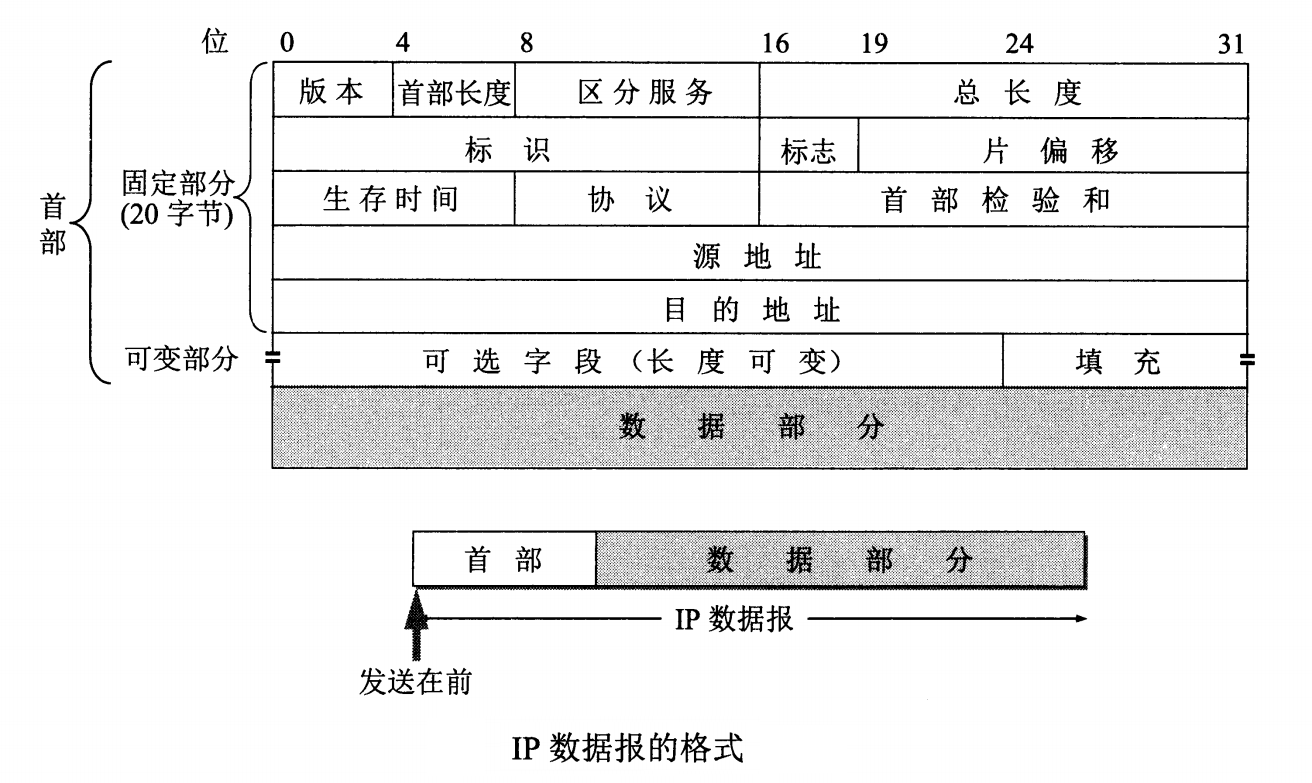 位 0 4 8 16 19 24 31
版本 首部长度 区分服务 总长度
标识 标志 片偏移
生存时间 协议 首部检验和
源地址
目的地址
可选字段（长度可变） 填充
数据部分
首部
固定部分
(20 字节)
可变部分
首部 数据部分
IP 数据报
发送在前
IP 数据报的格式